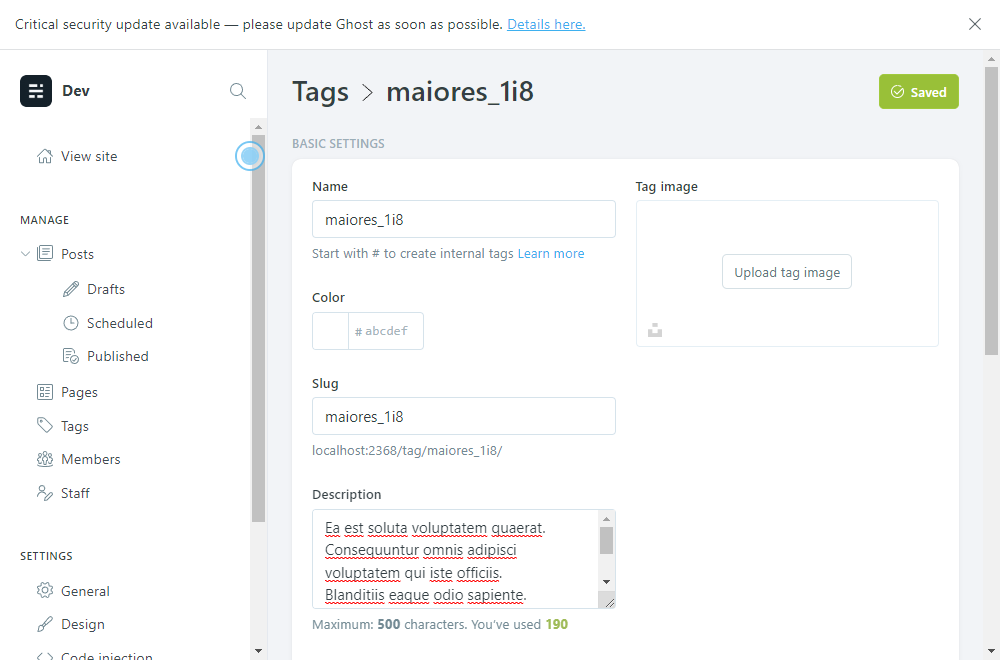 Critical security update available — please update Ghost as soon as possible. Details here.
Dev
View site
MANAGE
Posts
Drafts
Scheduled
Published
Pages
Tags
Members
Staff
SETTINGS
General
Design
Code injection
Tags > maiores_1i8
Saved
BASIC SETTINGS
Name
maiores_1i8
Start with # to create internal tags Learn more
Color
# abcdef
Slug
maiores_1i8
localhost:2368/tag/maiores_1i8/
Description
Ea est soluta voluptatem quaerat.
Consequuntur omnis adipisci
voluptatem qui iste officiis.
Blanditiis eaque odio sapiente.
Maximum: 500 characters. You've used 190
Tag image
Upload tag image